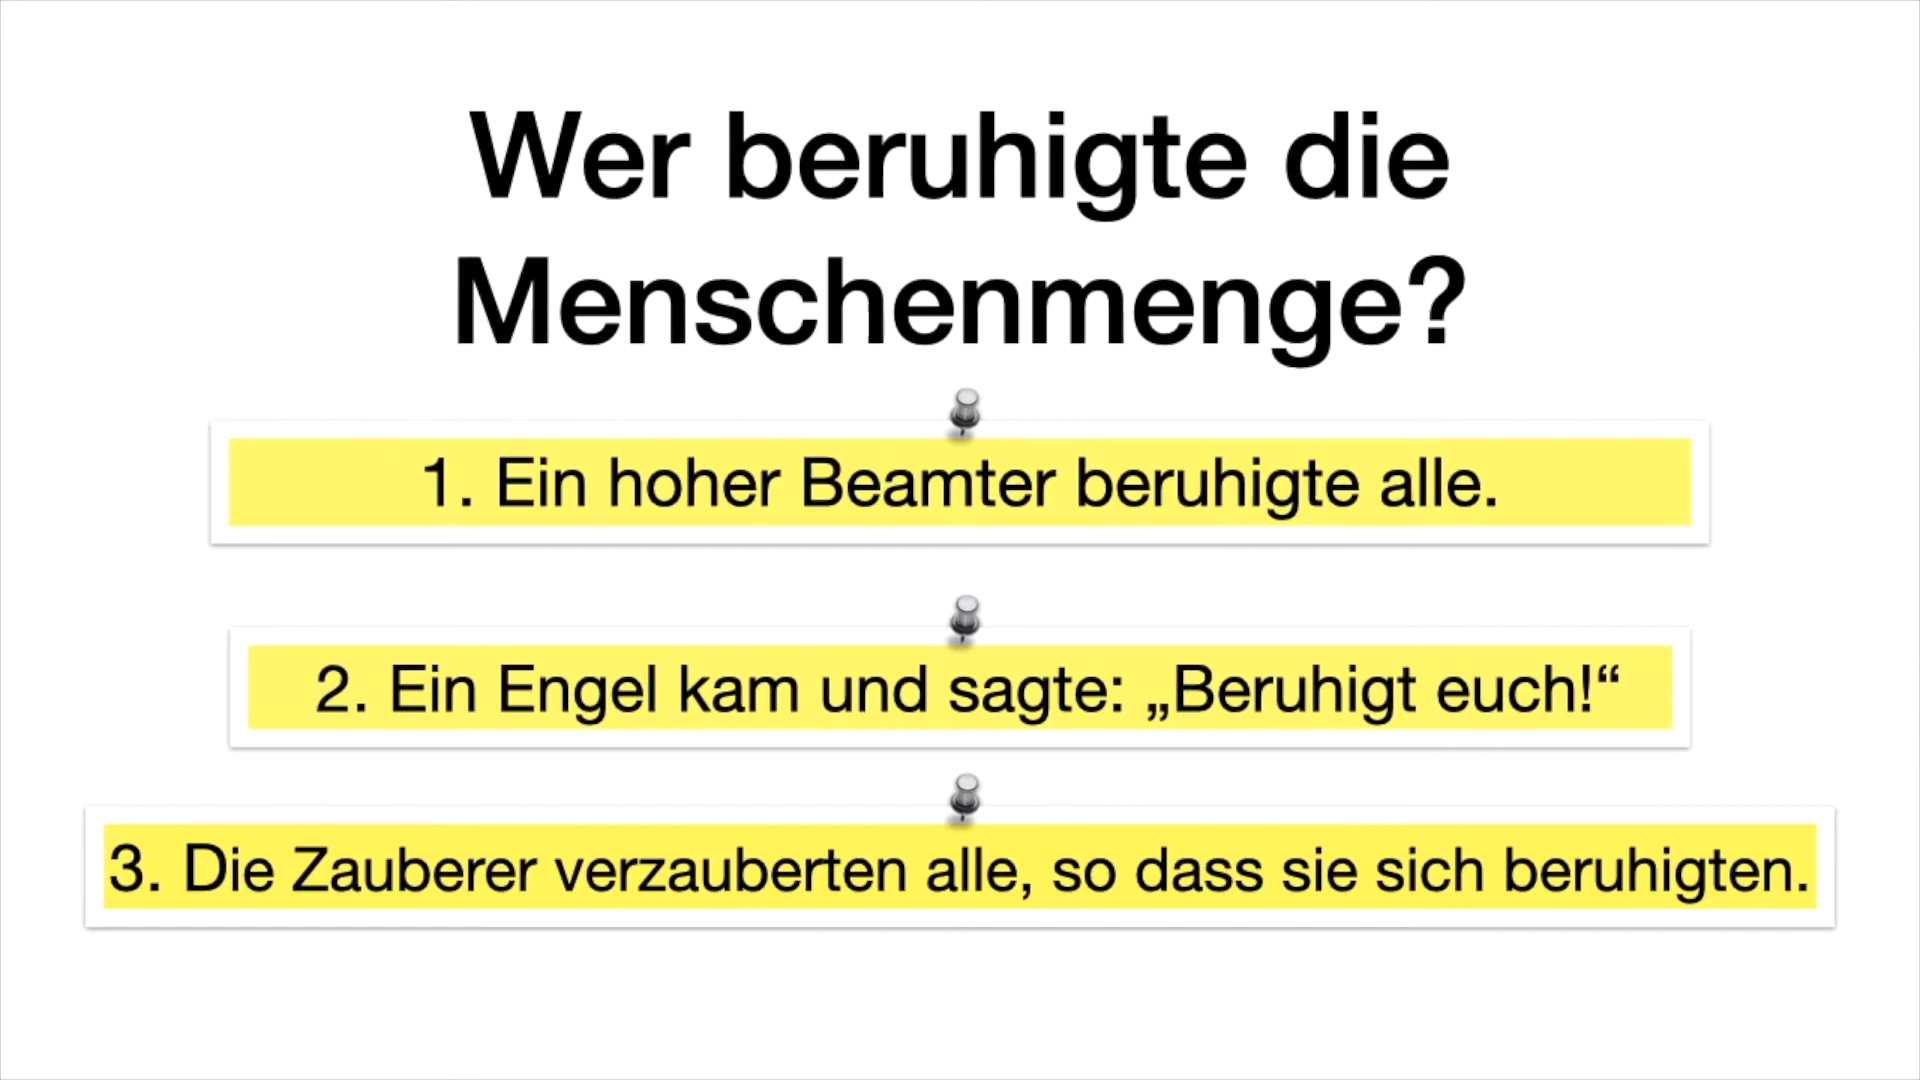 Wer beruhigte die
Menschenmenge?
1. Ein hoher Beamter beruhigte alle.
2. Ein Engel kam und sagte: „Beruhigt euch!“
3. Die Zauberer verzauberten alle, so dass sie sich beruhigten.